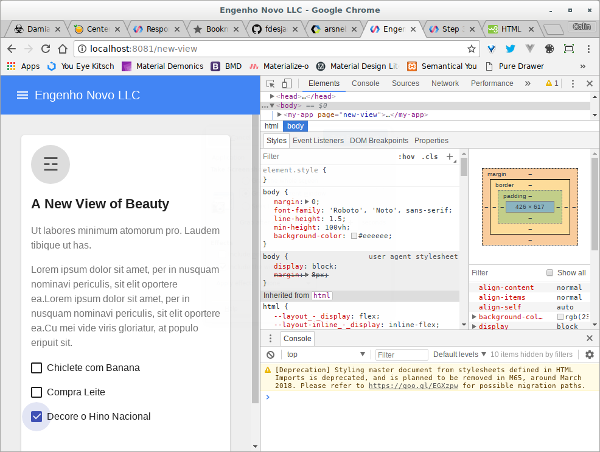 Engenho Novo LLC - Google Chrome
Damia
Cente
Respo
Bookm
fdesja
arsnel
Engen
Step
HTML
Calin
localhost:8081/new-view
Apps
You Eye Kitsch
Material Demonics
BMD
Materialize-o
Material Design Lit
Semantical You
Pure Drawer
»
Engenho Novo LLC
A New View of Beauty
Ut labores minimum atomorum pro. Laudem
tibique ut has.
Lorem ipsum dolor sit amet, per in nusquam
nominavi periculis, sit elit oportere
ea.Lorem ipsum dolor sit amet, per in
nusquam nominavi periculis, sit elit oportere
ea.Cu mei vide viris gloriatur, at populo
eripuit sit.
Chiclete com Banana
Compra Leite
Decore o Hino Nacional
Elements
Console
Sources
Network
Performance
»
1
<head>…</head>
<body> == $0
<my-app page="new-view">…</my-app>
html
body
Styles
Event Listeners
DOM Breakpoints
Properties
Filter
:hov
.cls
+
element.style {
}
body {
margin: 0;
font-family: 'Roboto', 'Noto', sans-serif;
line-height: 1.5;
min-height: 100vh;
background-color: #eeeeee;
}
body {
user agent stylesheet
display: block;
margin: 8px;
}
Inherited from html
html {
--layout_-_display: flex;
--layout-inline_-_display: inline-flex;
margin
–
border
–
padding
–
426 × 617
–
–
–
Filter
Show all
align-content
normal
align-items
normal
align-self
auto
background-col…
rgb(23
display
block
Console
top
Filter
Default levels
10 items hidden by filters
[Deprecation] Styling master document from stylesheets defined in HTML
Imports is deprecated, and is planned to be removed in M65, around March
2018. Please refer to https://goo.gl/EGXzpw for possible migration paths.